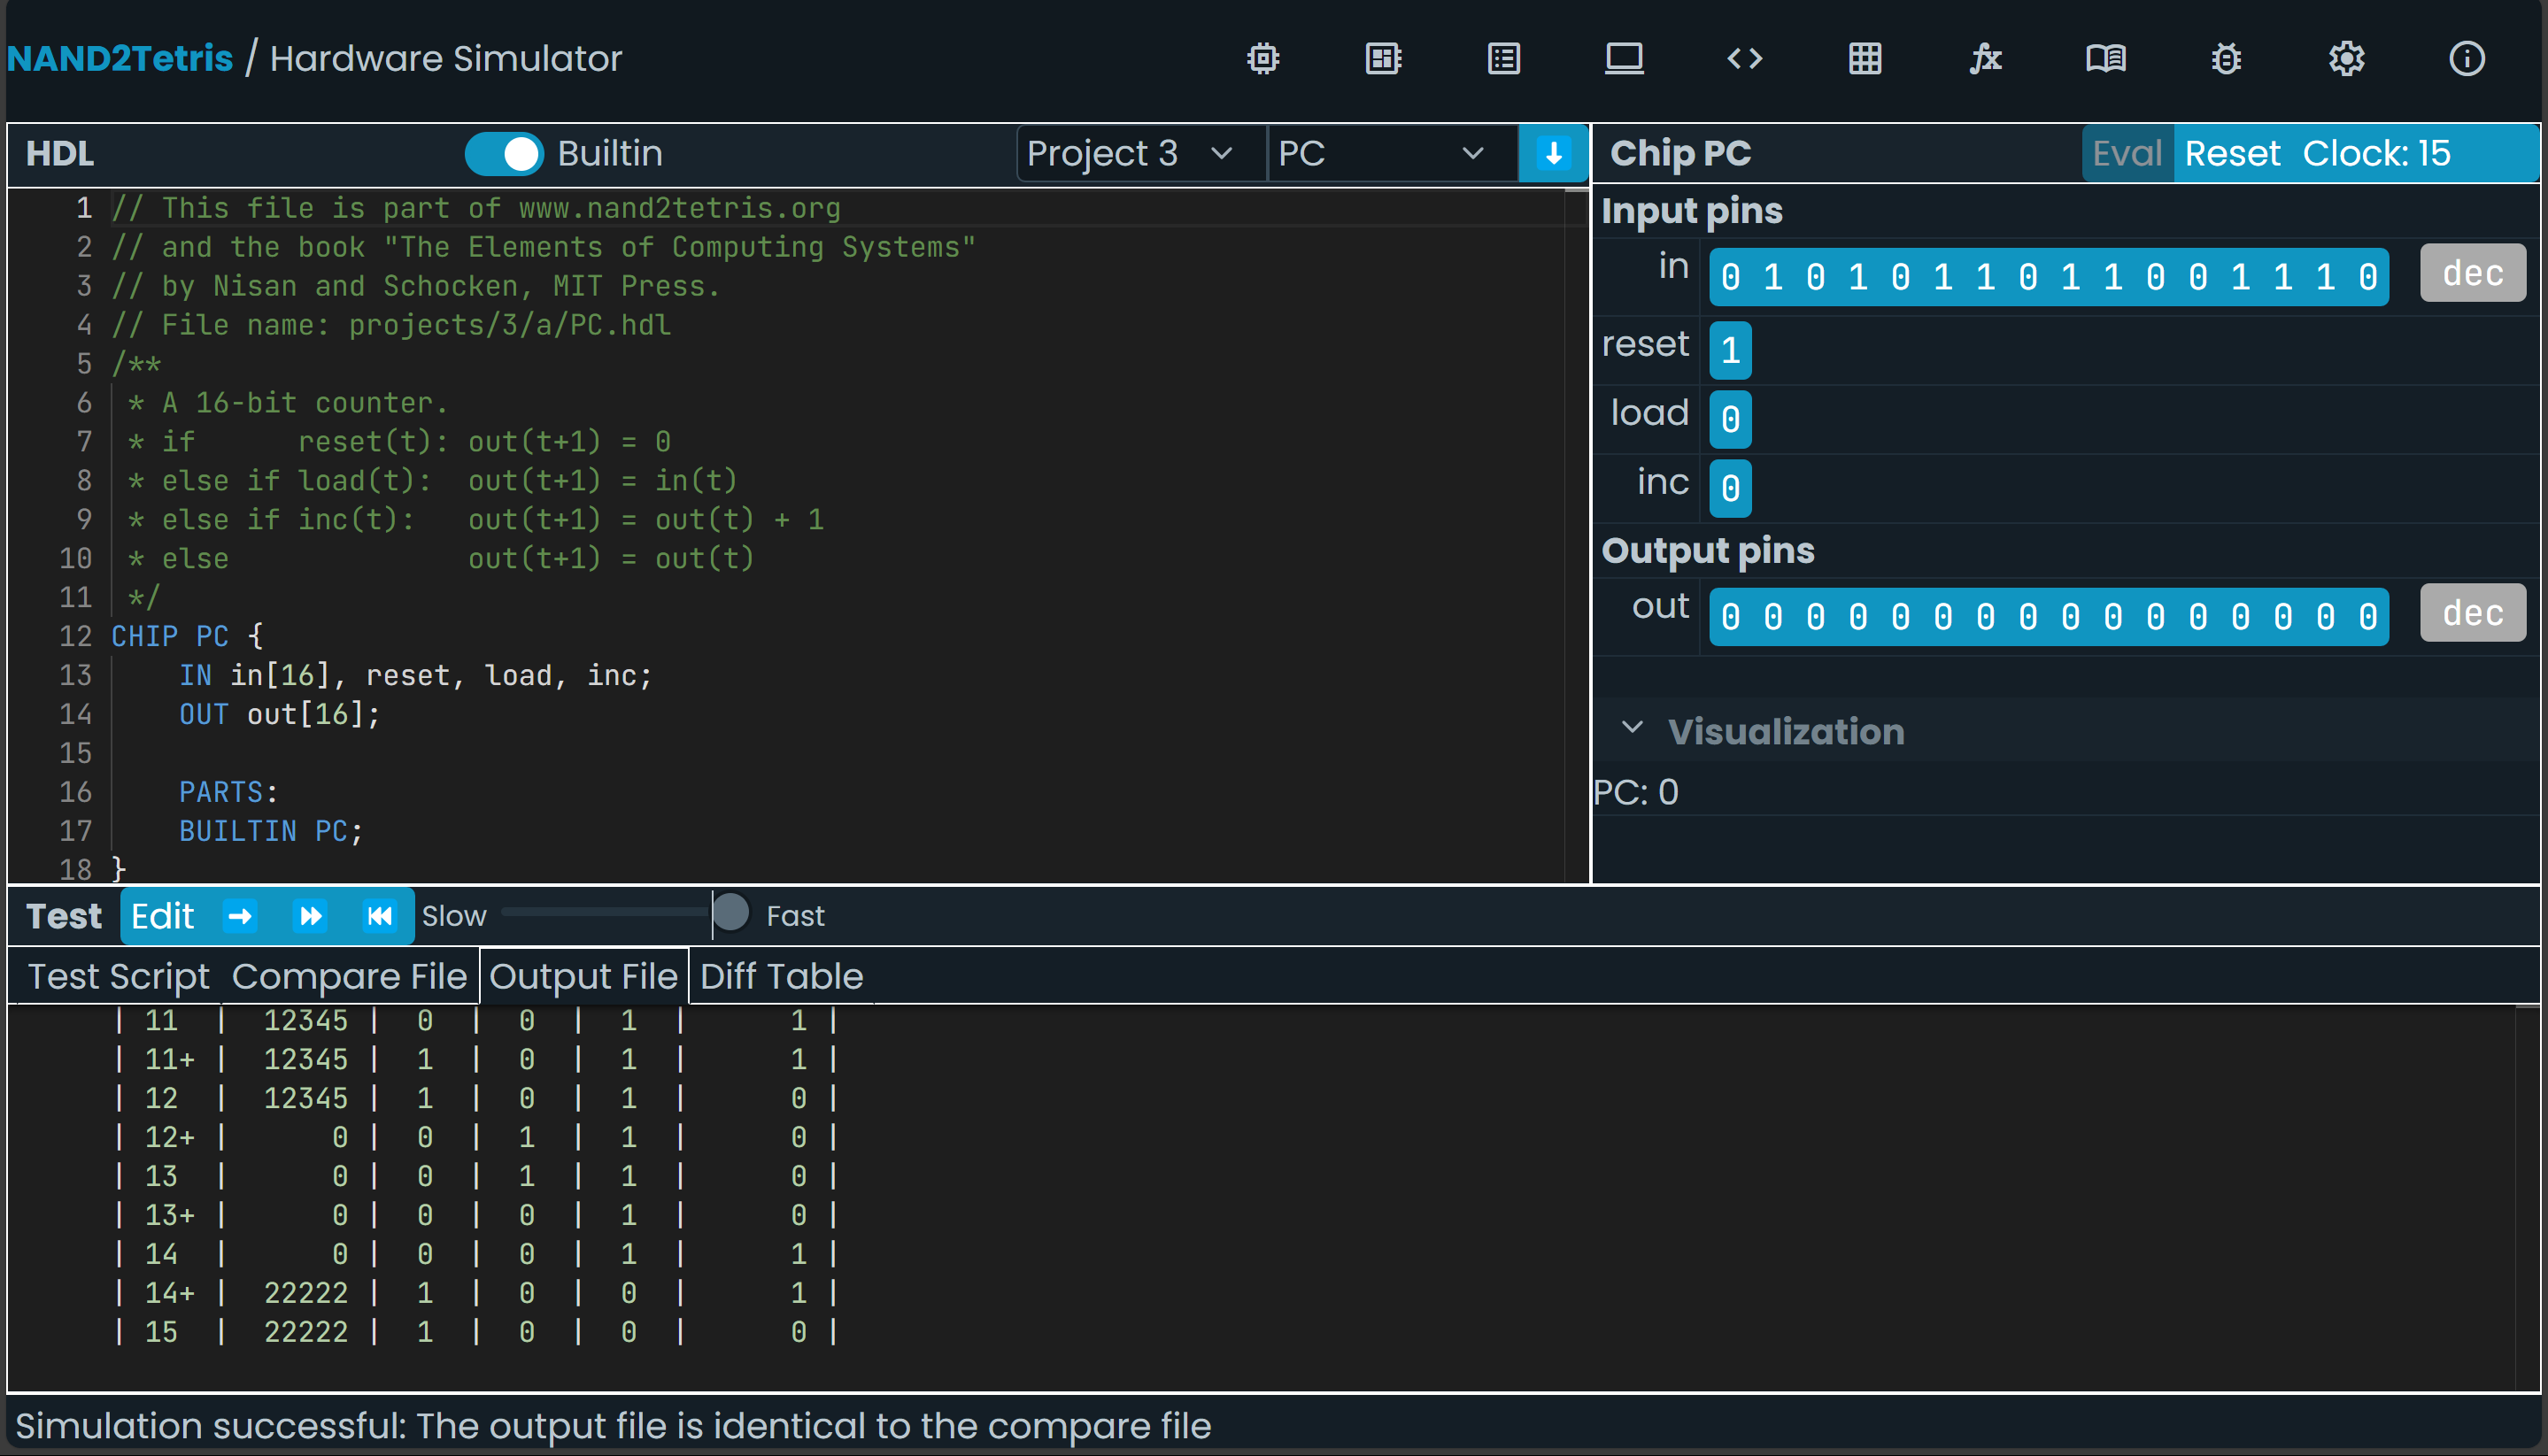 NAND2Tetris / Hardware Simulator
HDL Builtin Project 3 PC
1 // This file is part of www.nand2tetris.org
2 // and the book "The Elements of Computing Systems"
3 // by Nisan and Schocken, MIT Press.
4 // File name: projects/3/a/PC.hdl
5 /**
6  * A 16-bit counter.
7  * if      reset(t): out(t+1) = 0
8  * else if load(t):  out(t+1) = in(t)
9  * else if inc(t):   out(t+1) = out(t) + 1
10  * else              out(t+1) = out(t)
11  */
12 CHIP PC {
13     IN in[16], reset, load, inc;
14     OUT out[16];
15
16     PARTS:
17     BUILTIN PC;
18 }
Chip PC Eval Reset Clock: 15
Input pins
in 0 1 0 1 0 1 1 0 1 1 0 0 1 1 1 0 dec
reset 1
load 0
inc 0
Output pins
out 0 0 0 0 0 0 0 0 0 0 0 0 0 0 0 0 dec
Visualization
PC: 0
Test Edit Slow Fast
Test Script Compare File Output File Diff Table
| 11  |  12345 |  0  |  0  |  1  |      1 |
| 11+ |  12345 |  1  |  0  |  1  |      1 |
| 12  |  12345 |  1  |  0  |  1  |      0 |
| 12+ |      0 |  0  |  1  |  1  |      0 |
| 13  |      0 |  0  |  1  |  1  |      0 |
| 13+ |      0 |  0  |  0  |  1  |      0 |
| 14  |      0 |  0  |  0  |  1  |      1 |
| 14+ |  22222 |  1  |  0  |  0  |      1 |
| 15  |  22222 |  1  |  0  |  0  |      0 |
Simulation successful: The output file is identical to the compare file